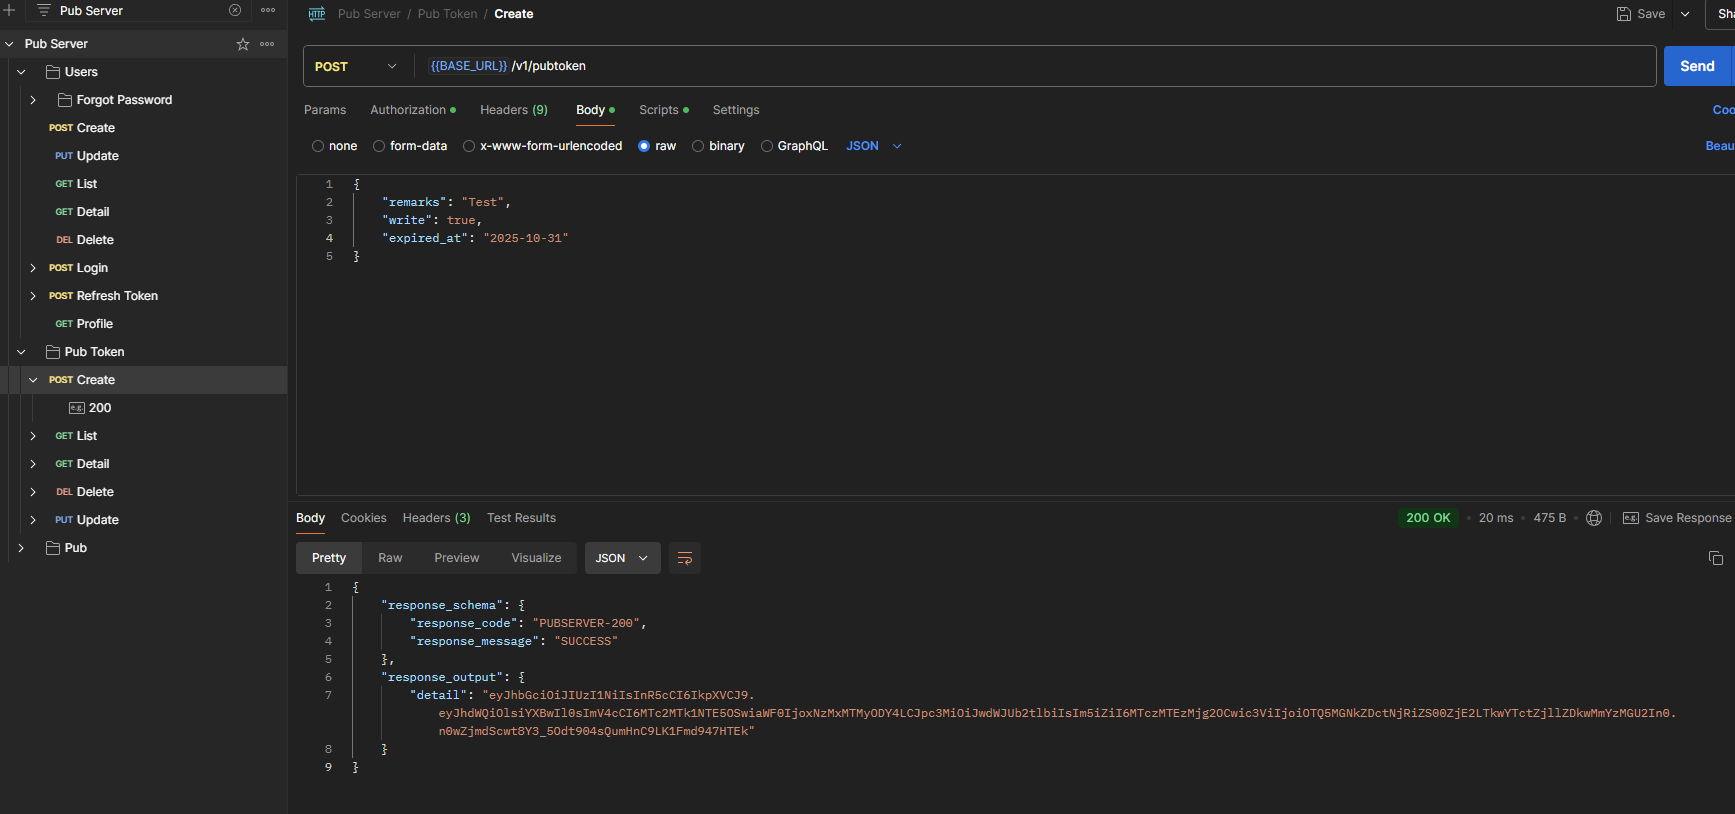 Pub Server
Pub Server / Pub Token / Create
Save
Sha
Pub Server
Users
Forgot Password
POST Create
PUT Update
GET List
GET Detail
DEL Delete
POST Login
POST Refresh Token
GET Profile
Pub Token
POST Create
e.g. 200
GET List
GET Detail
DEL Delete
PUT Update
Pub
POST
{{BASE_URL}} /v1/pubtoken
Send
Params Authorization Headers (9) Body Scripts Settings
Coo
none form-data x-www-form-urlencoded raw binary GraphQL JSON
Beau
1 {
2 "remarks": "Test",
3 "write": true,
4 "expired_at": "2025-10-31"
5 }
Body Cookies Headers (3) Test Results
200 OK • 20 ms • 475 B •
e.g. Save Response
Pretty Raw Preview Visualize JSON
1 {
2 "response_schema": {
3 "response_code": "PUBSERVER-200",
4 "response_message": "SUCCESS"
5 },
6 "response_output": {
7 "detail": "eyJhbGciOiJIUzI1NiIsInR5cCI6IkpXVCJ9.
eyJhdWQiOlsiYXBwIl0sImV4cCI6MTc2MTk1NTE5OSwiaWF0IjoxNzMxMTMyODY4LCJpc3MiOiJwdWJUb2tlbiIsIm5iZiI6MTczMTEzMjg2OCwic3ViIjoiOTQ5MGNkZDctNjRiZS00ZjE2LTkwYTctZjllZDkwMmYzMGU2In0.
n0wZjmdScwt8Y3_5Odt904sQumHnC9LK1Fmd947HTEk"
8 }
9 }